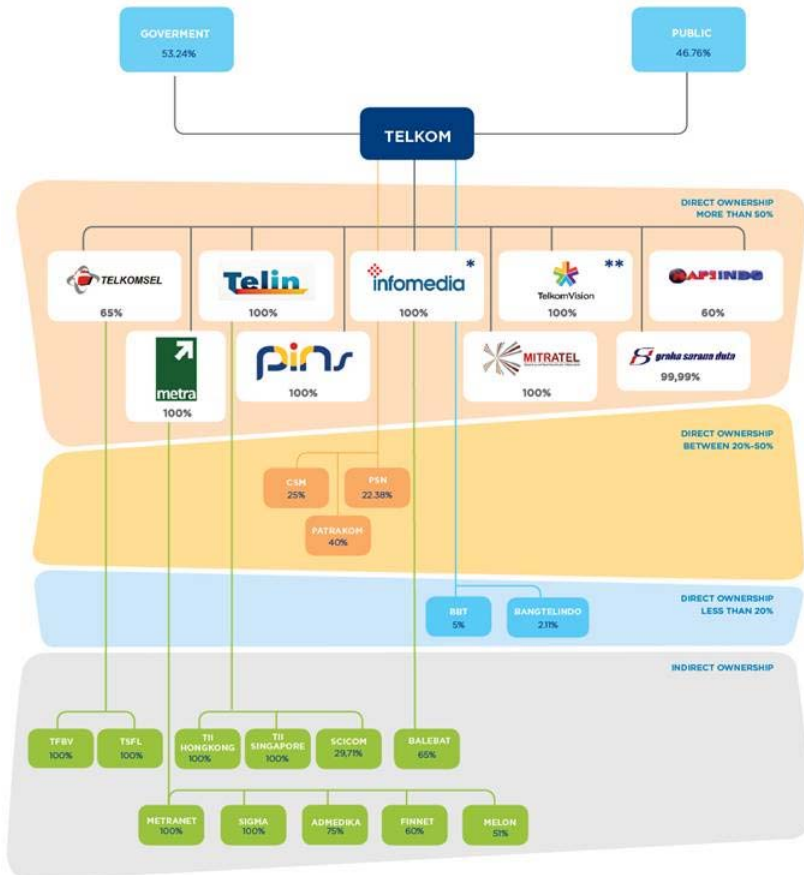 GOVERMENT
53.24%
PUBLIC
46.76%
TELKOM
DIRECT OWNERSHIP
MORE THAN 50%
TELKOMSEL
65%
Telin
100%
infomedia *
100%
TelkomVision **
100%
60%
metra
100%
pins
100%
MITRATEL
100%
graha sarana duta
99,99%
DIRECT OWNERSHIP
BETWEEN 20%-50%
CSM
25%
PSN
22.38%
PATRAKOM
40%
DIRECT OWNERSHIP
LESS THAN 20%
BBT
5%
BANGTELINDO
2.11%
INDIRECT OWNERSHIP
TFBV
100%
TSFL
100%
TII
HONGKONG
100%
TII
SINGAPORE
100%
SCICOM
29,71%
BALEBAT
65%
METRANET
100%
SIGMA
100%
ADMEDIKA
75%
FINNET
60%
MELON
51%